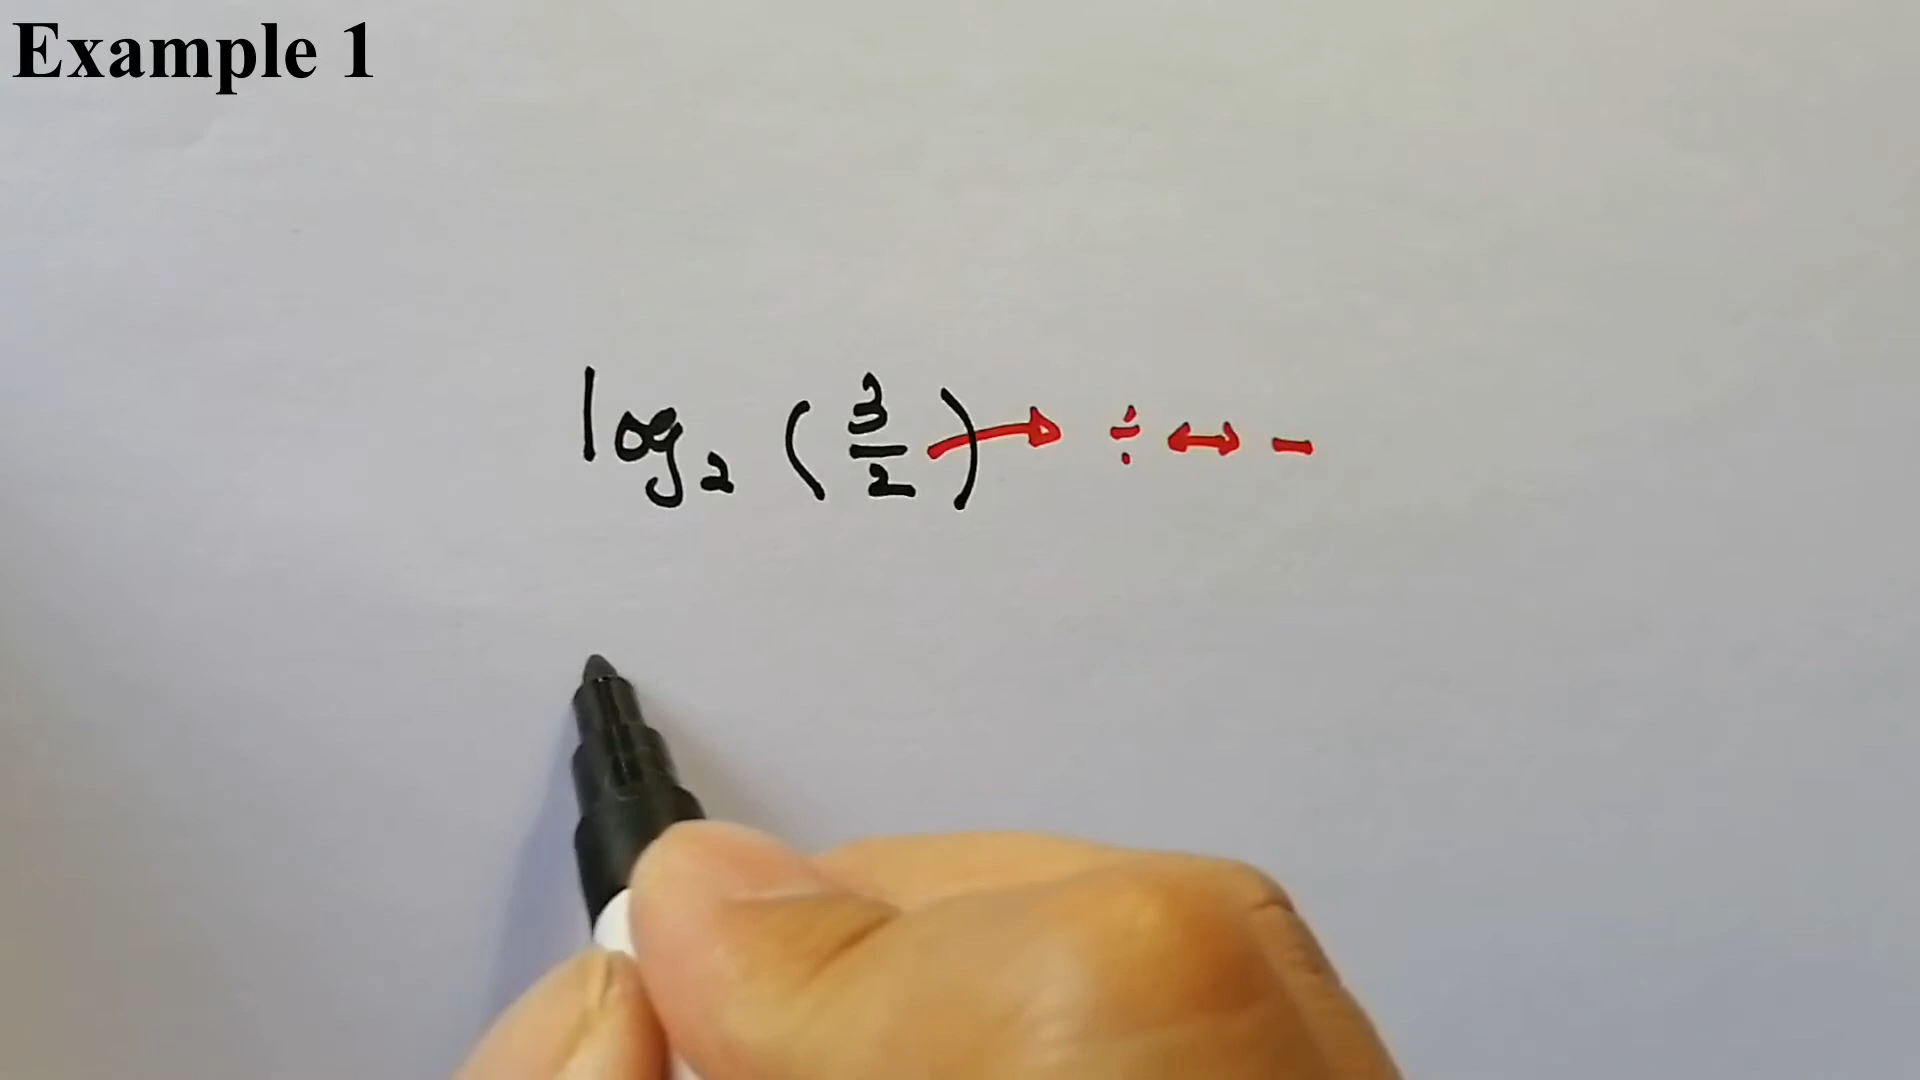 Example 1
log₂ (3/2) → ÷ ↔ −